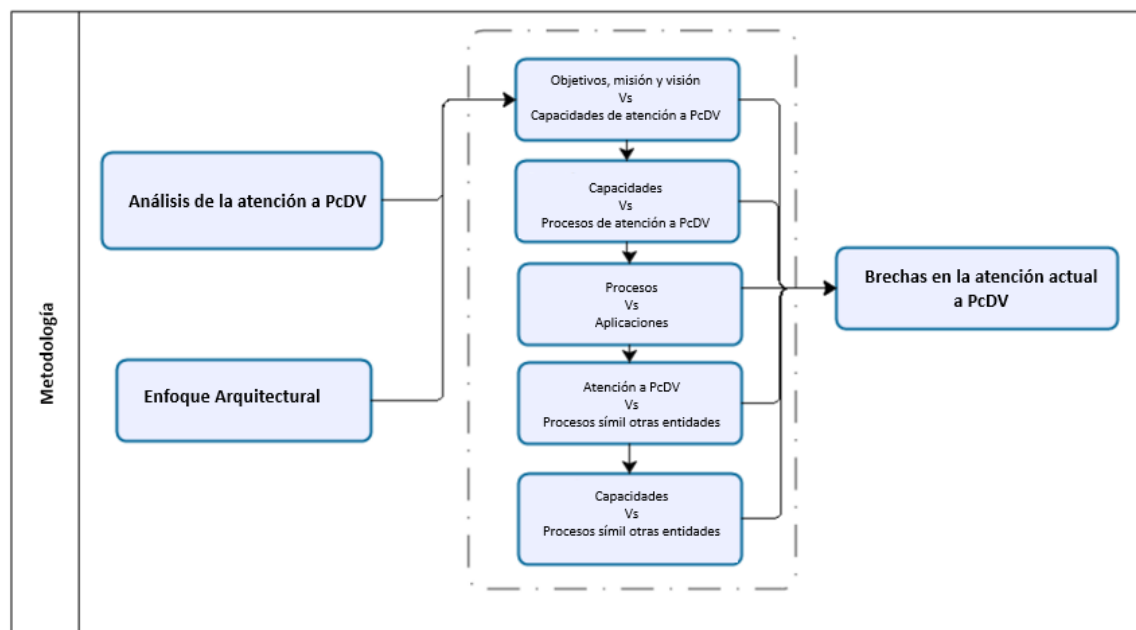 Metodología
Análisis de la atención a PcDV
Enfoque Arquitectural
Objetivos, misión y visión
Vs
Capacidades de atención a PcDV
Capacidades
Vs
Procesos de atención a PcDV
Procesos
Vs
Aplicaciones
Atención a PcDV
Vs
Procesos símil otras entidades
Capacidades
Vs
Procesos símil otras entidades
Brechas en la atención actual
a PcDV